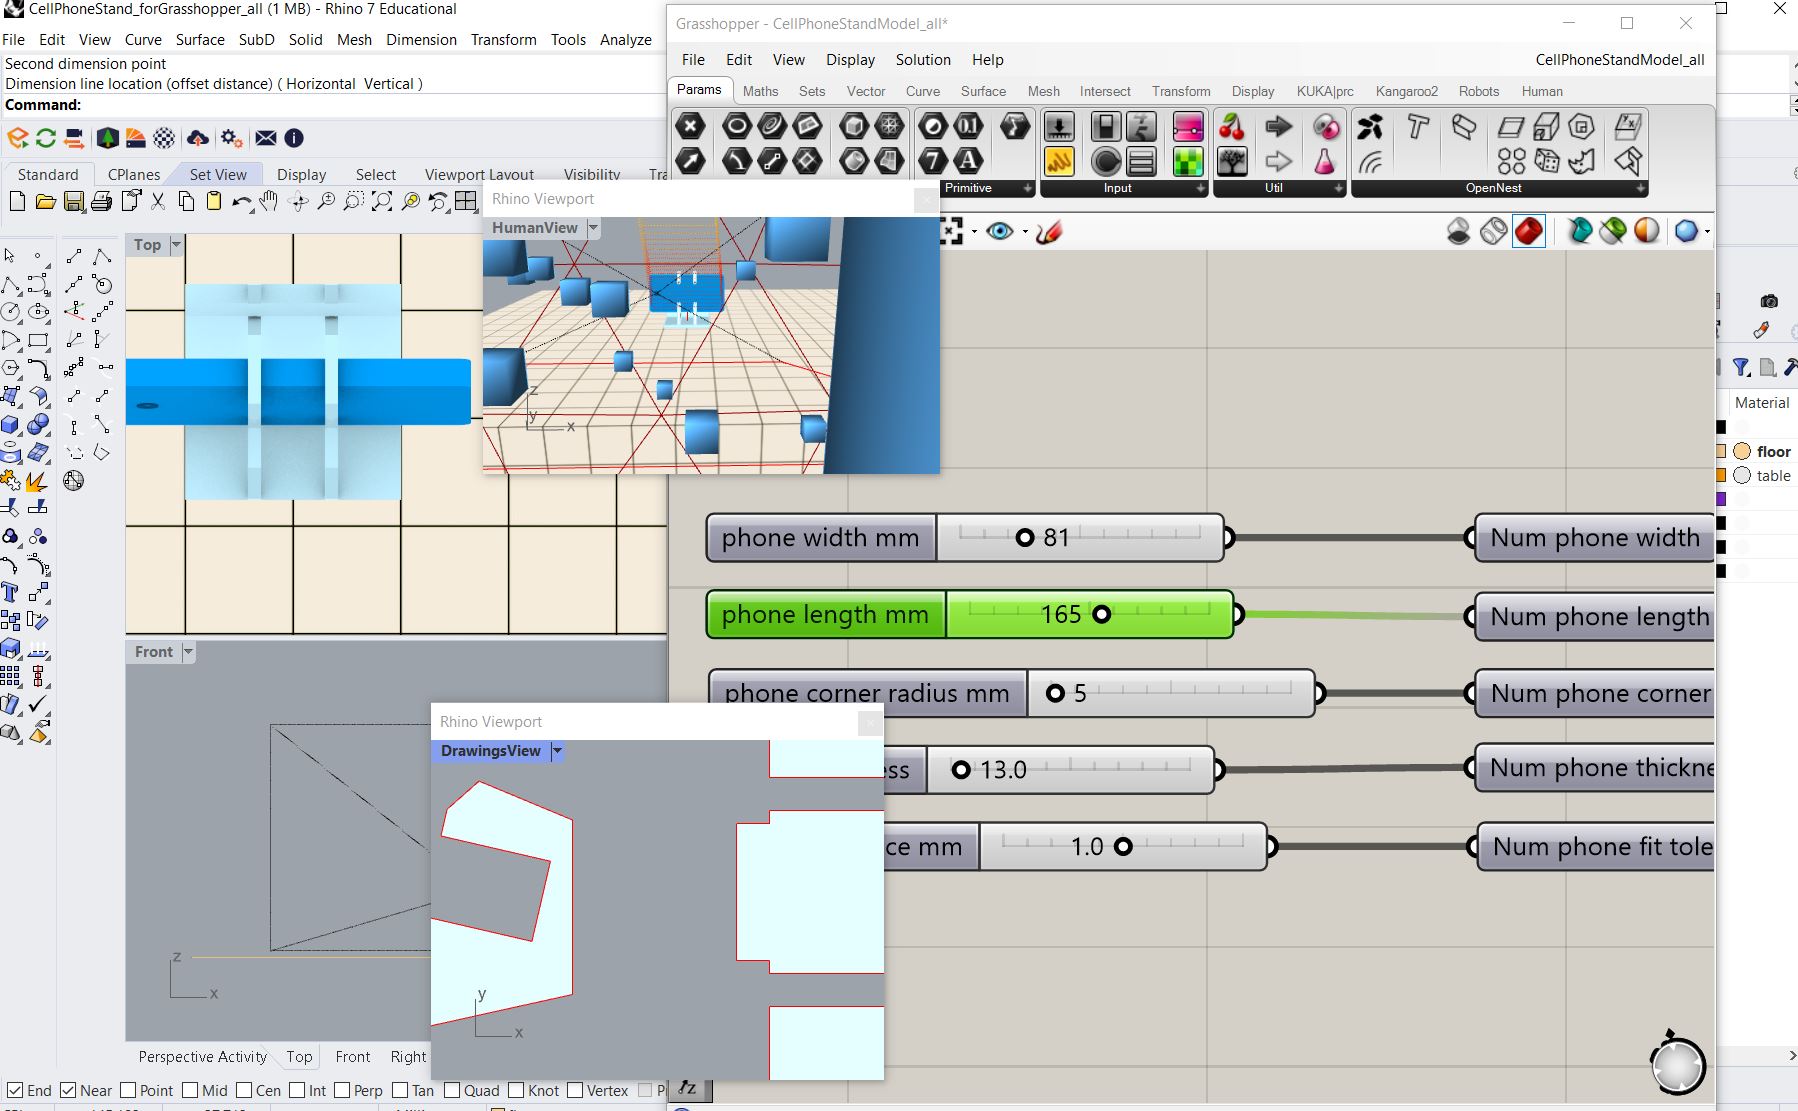 CellPhoneStand_forGrasshopper_all (1 MB) - Rhino 7 Educational
File Edit View Curve Surface SubD Solid Mesh Dimension Transform Tools Analyze
Second dimension point
Dimension line location (offset distance) ( Horizontal Vertical )
Command:
Standard CPlanes Set View Display Select Viewport Layout Visibility
Top
Grasshopper - CellPhoneStandModel_all*
File Edit View Display Solution Help CellPhoneStandModel_all
Params Maths Sets Vector Curve Surface Mesh Intersect Transform Display KUKA|prc Kangaroo2 Robots Human
Primitive Input Util OpenNest
Rhino Viewport
HumanView
z
y
x
Material
floor
table
phone width mm 81 Num phone width
phone length mm 165 Num phone length
phone corner radius mm 5 Num phone corner
ss 13.0 Num phone thickne
ce mm 1.0 Num phone fit tole
Front
z
x
Rhino Viewport
DrawingsView
y
x
Perspective Activity Top Front Right
End Near Point Mid Cen Int Perp Tan Quad Knot Vertex